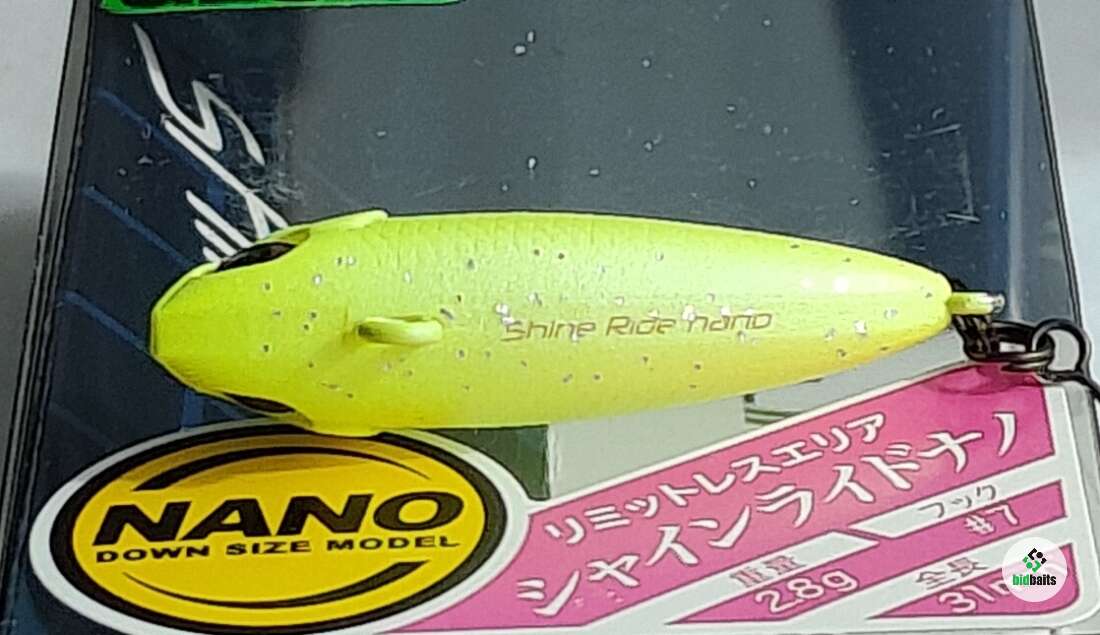 Shine Ride nano
NANO
DOWN SIZE MODEL
リミットレスエリア
シャインライドナノ
フック
#7
重量
2.8g
全長
bidbaits